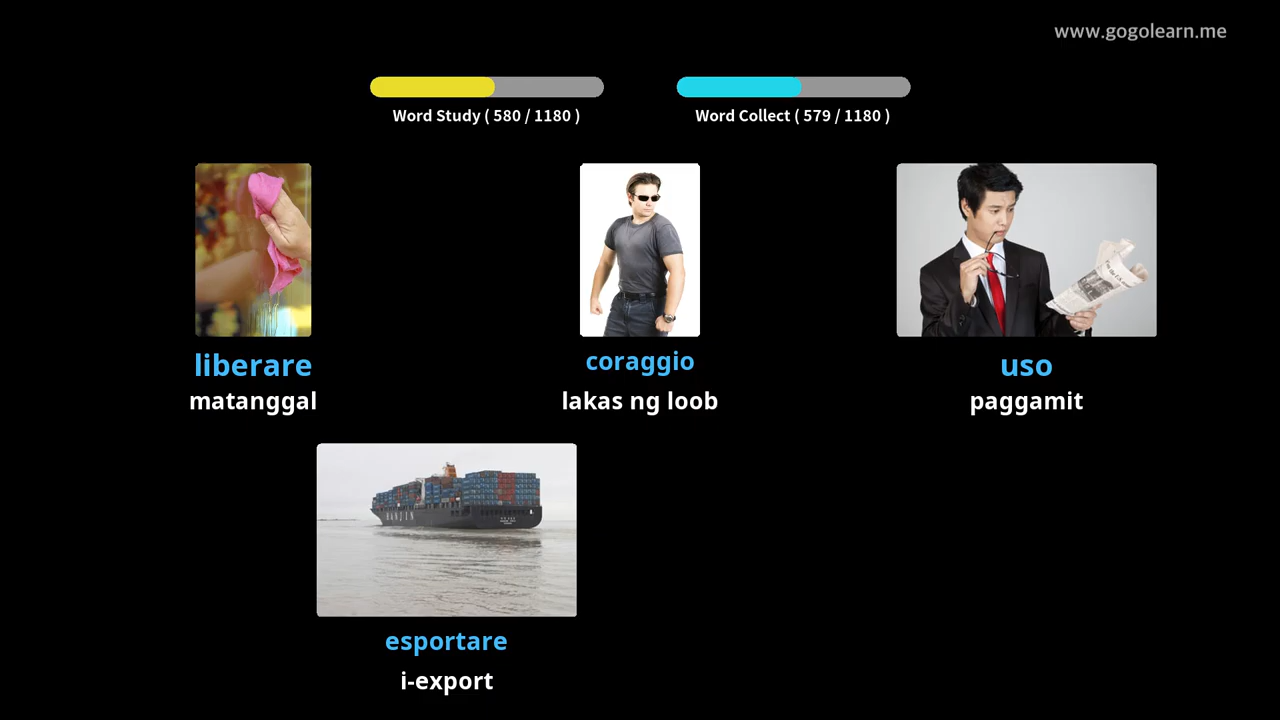 www.gogolearn.me
Word Study ( 580 / 1180 )
Word Collect ( 579 / 1180 )
liberare
matanggal
coraggio
lakas ng loob
uso
paggamit
HANJIN
esportare
i-export